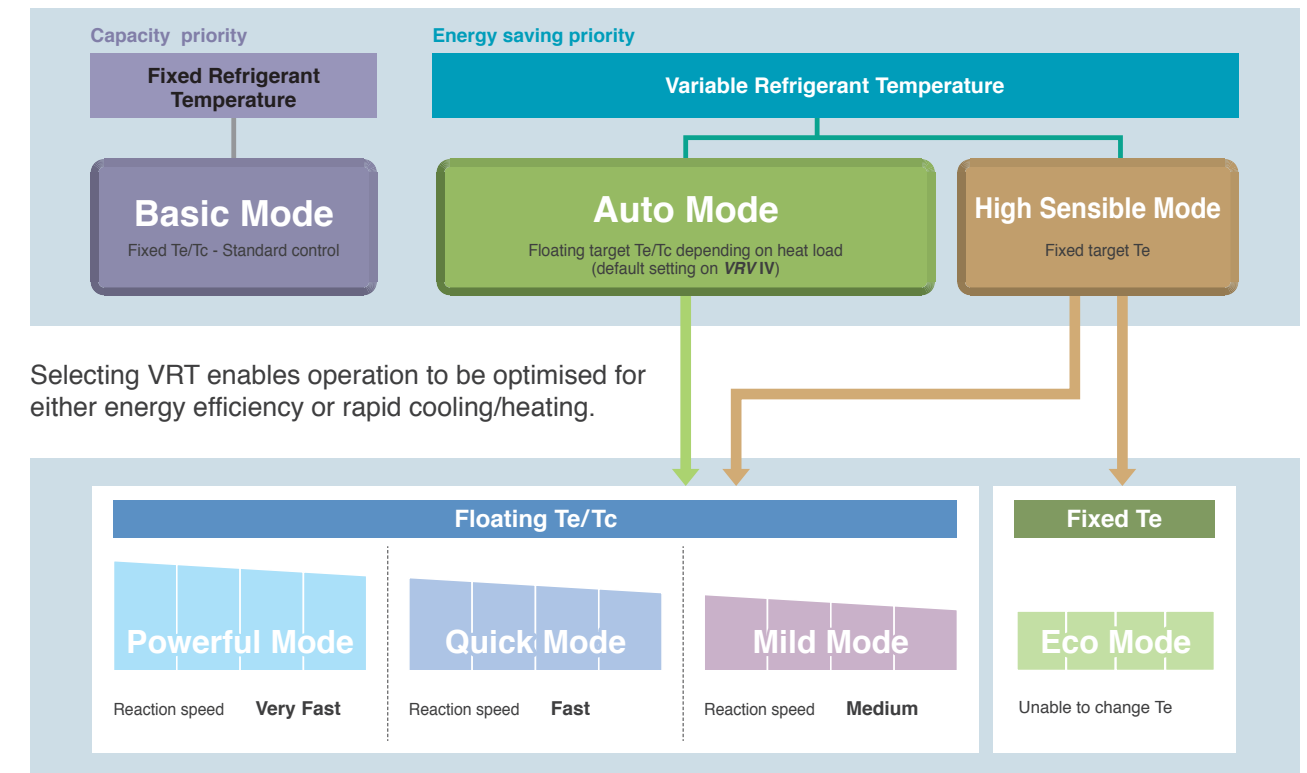 Capacity priority
Fixed Refrigerant
Temperature
Energy saving priority
Variable Refrigerant Temperature
Basic Mode
Fixed Te/Tc - Standard control
Auto Mode
Floating target Te/Tc depending on heat load
(default setting on VRV IV)
High Sensible Mode
Fixed target Te
Selecting VRT enables operation to be optimised for
either energy efficiency or rapid cooling/heating.
Floating Te/Tc
Powerful Mode
Reaction speed Very Fast
Quick Mode
Reaction speed Fast
Mild Mode
Reaction speed Medium
Fixed Te
Eco Mode
Unable to change Te